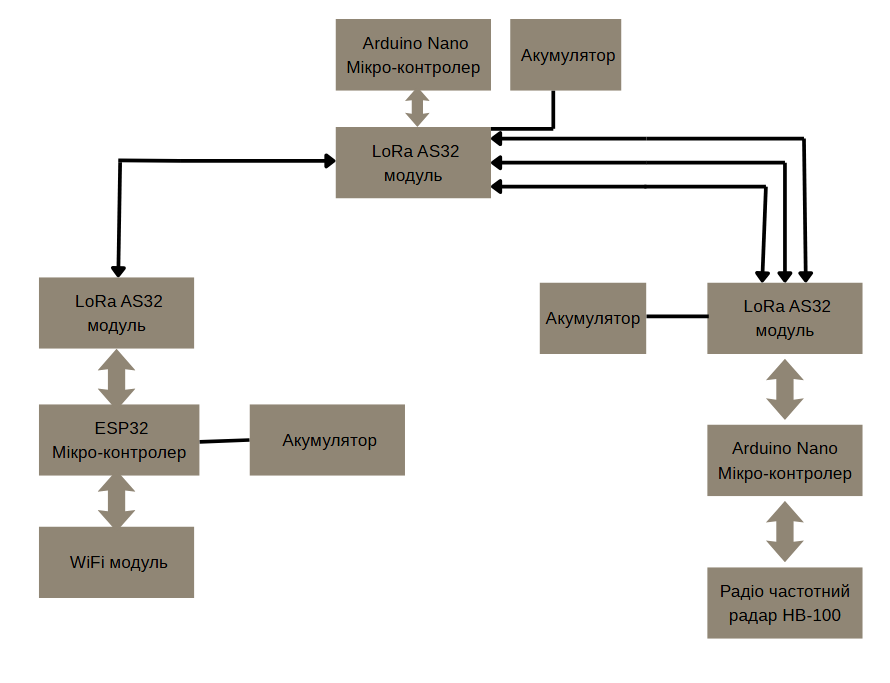 Arduino Nano
Мікро-контролер
Акумулятор
LoRa AS32
модуль
LoRa AS32
модуль
ESP32
Мікро-контролер
Акумулятор
WiFi модуль
Акумулятор
LoRa AS32
модуль
Arduino Nano
Мікро-контролер
Радіо частотний
радар HB-100